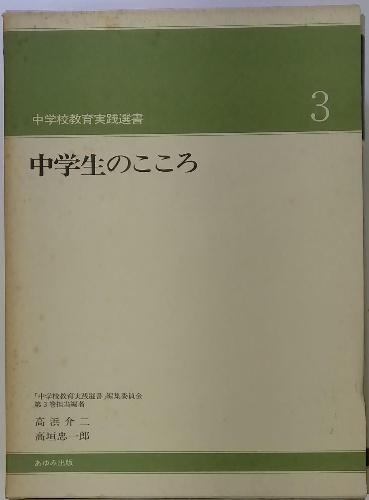 中学校教育実践選書
3
中学生のこころ
「中学校教育実践選書」編集委員会
第3巻担当編者
高浜介二
高垣忠一郎
あゆみ出版